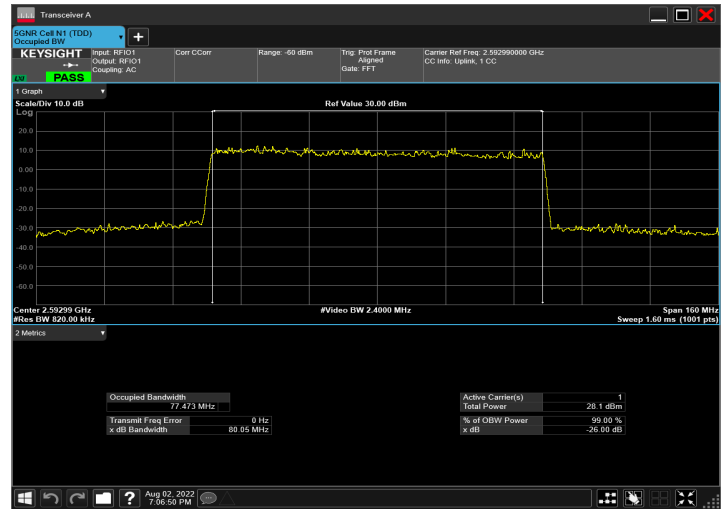 Transceiver A
5GNR Cell N1 (TDD)
Occupied BW
KEYSIGHT
LXI
PASS
Input: RFIO1
Output: RFIO1
Coupling: AC
Corr CCorr
Range: -60 dBm
Trig: Prot Frame
Aligned
Gate: FFT
Carrier Ref Freq: 2.592990000 GHz
CC Info: Uplink, 1 CC
1 Graph
Scale/Div 10.0 dB
Ref Value 30.00 dBm
Log
20.0
10.0
0.00
-10.0
-20.0
-30.0
-40.0
-50.0
-60.0
Center 2.59299 GHz
#Video BW 2.4000 MHz
Span 160 MHz
#Res BW 820.00 kHz
Sweep 1.60 ms (1001 pts)
2 Metrics
Occupied Bandwidth
77.473 MHz
Transmit Freq Error 0 Hz
x dB Bandwidth 80.05 MHz
Active Carrier(s) 1
Total Power 28.1 dBm
% of OBW Power 99.00 %
x dB -26.00 dB
?
Aug 02, 2022
7:06:50 PM